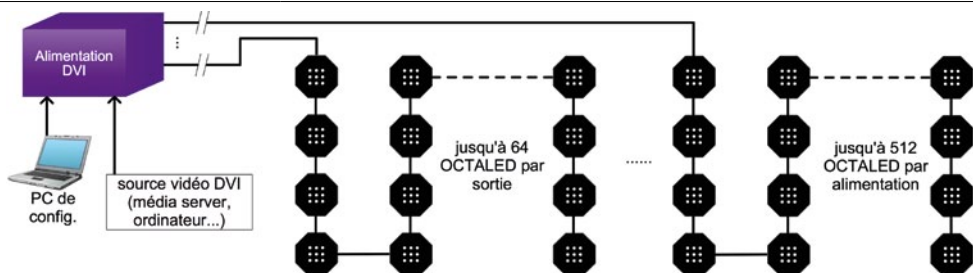 Alimentation
DVI
PC de
config.
source vidéo DVI
(média server,
ordinateur...)
jusqu'à 64
OCTALED par
sortie
......
jusqu'à 512
OCTALED par
alimentation